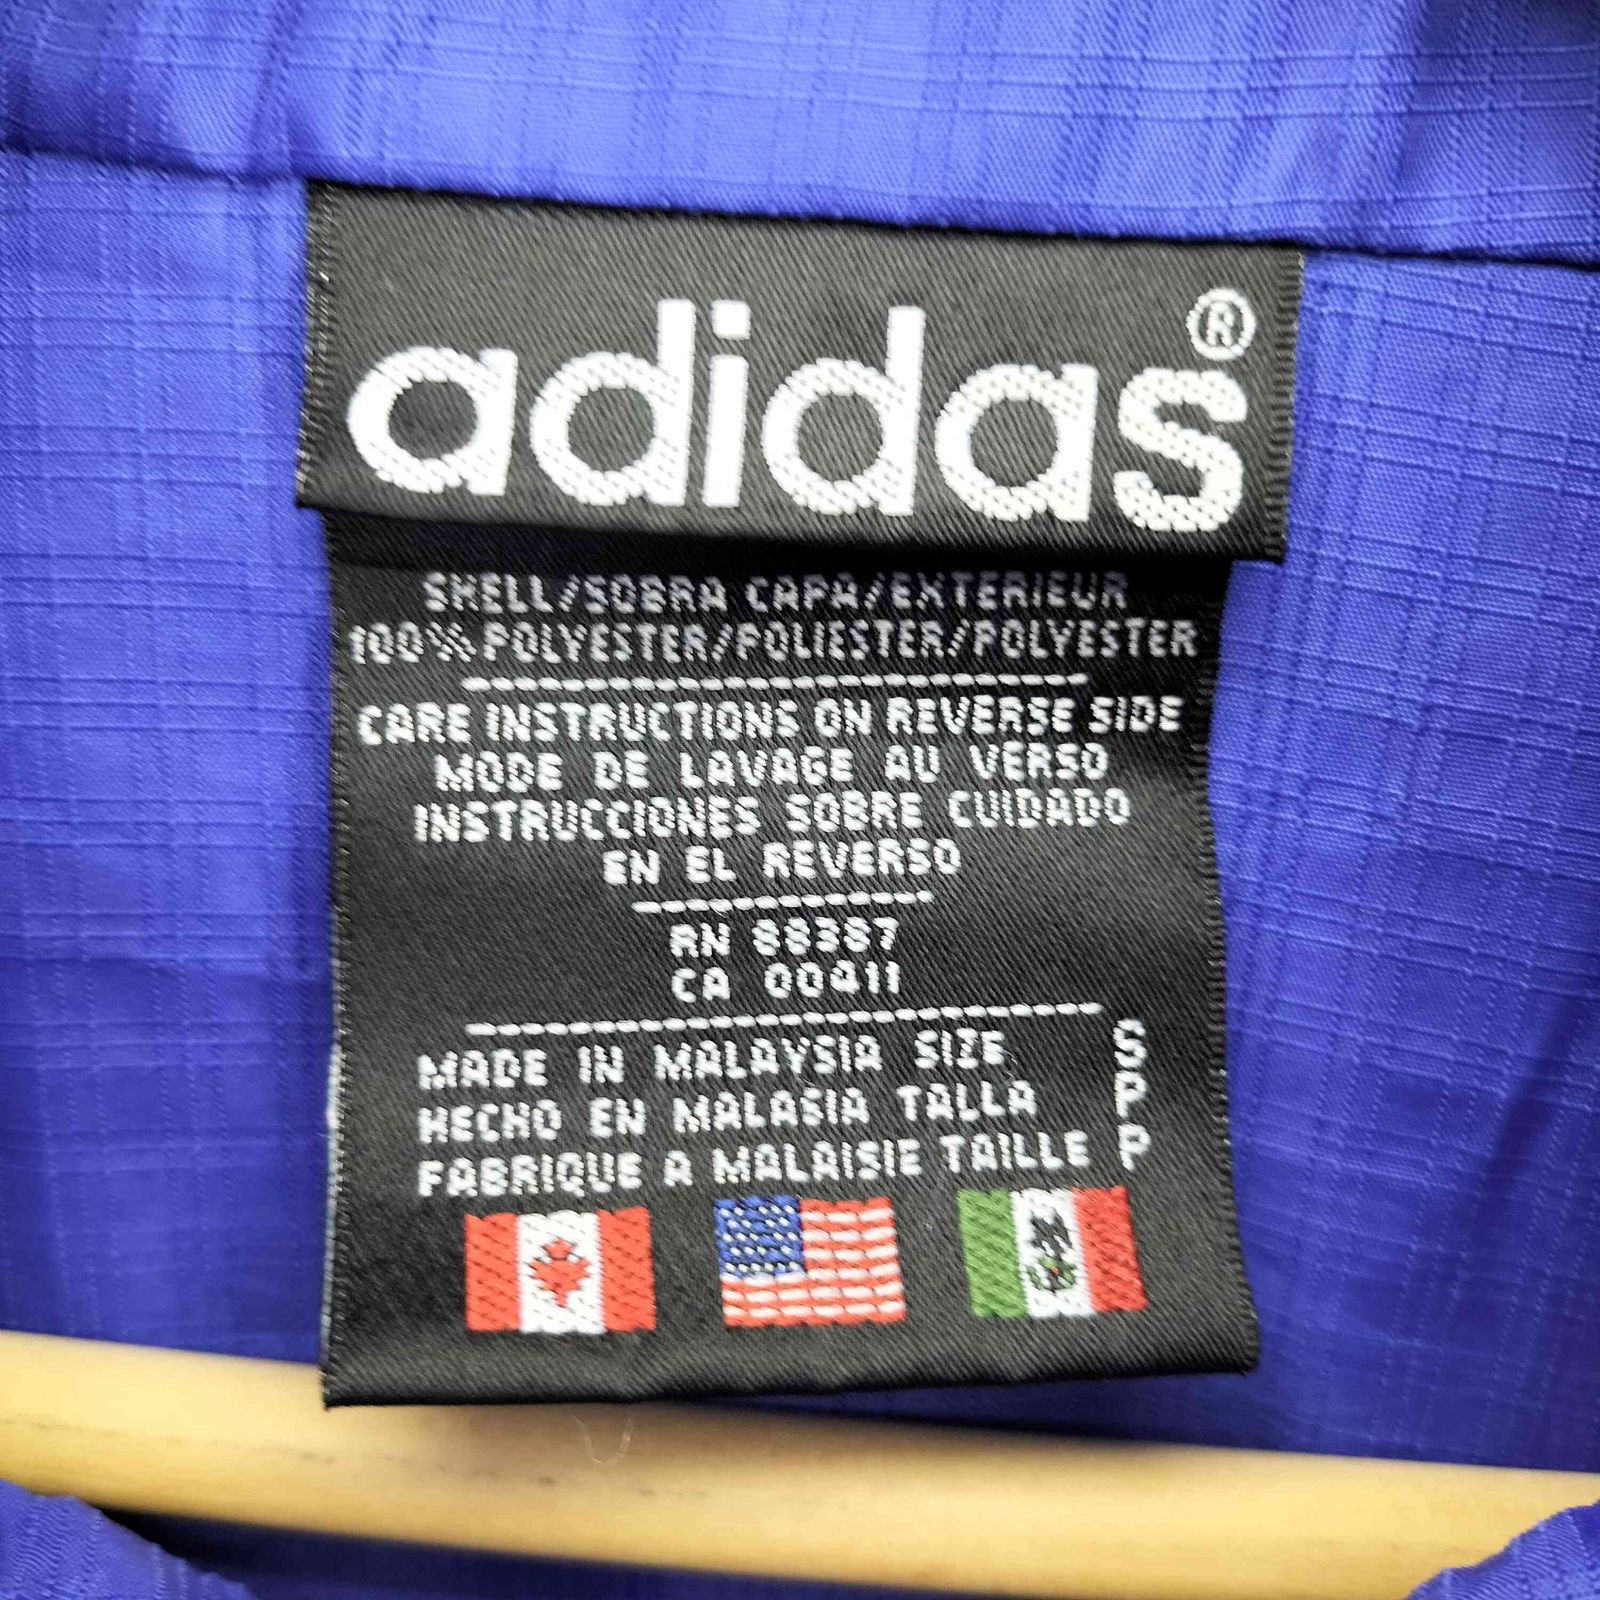 adidas®
SHELL/SOBRA CAPA/EXTERIEUR
100% POLYESTER/POLIESTER/POLYESTER
CARE INSTRUCTIONS ON REVERSE SIDE
MODE DE LAVAGE AU VERSO
INSTRUCCIONES SOBRE CUIDADO
EN EL REVERSO
RN 88387
CA 00411
MADE IN MALAYSIA SIZE S
HECHO EN MALASIA TALLA P
FABRIQUE A MALAISIE TAILLE P